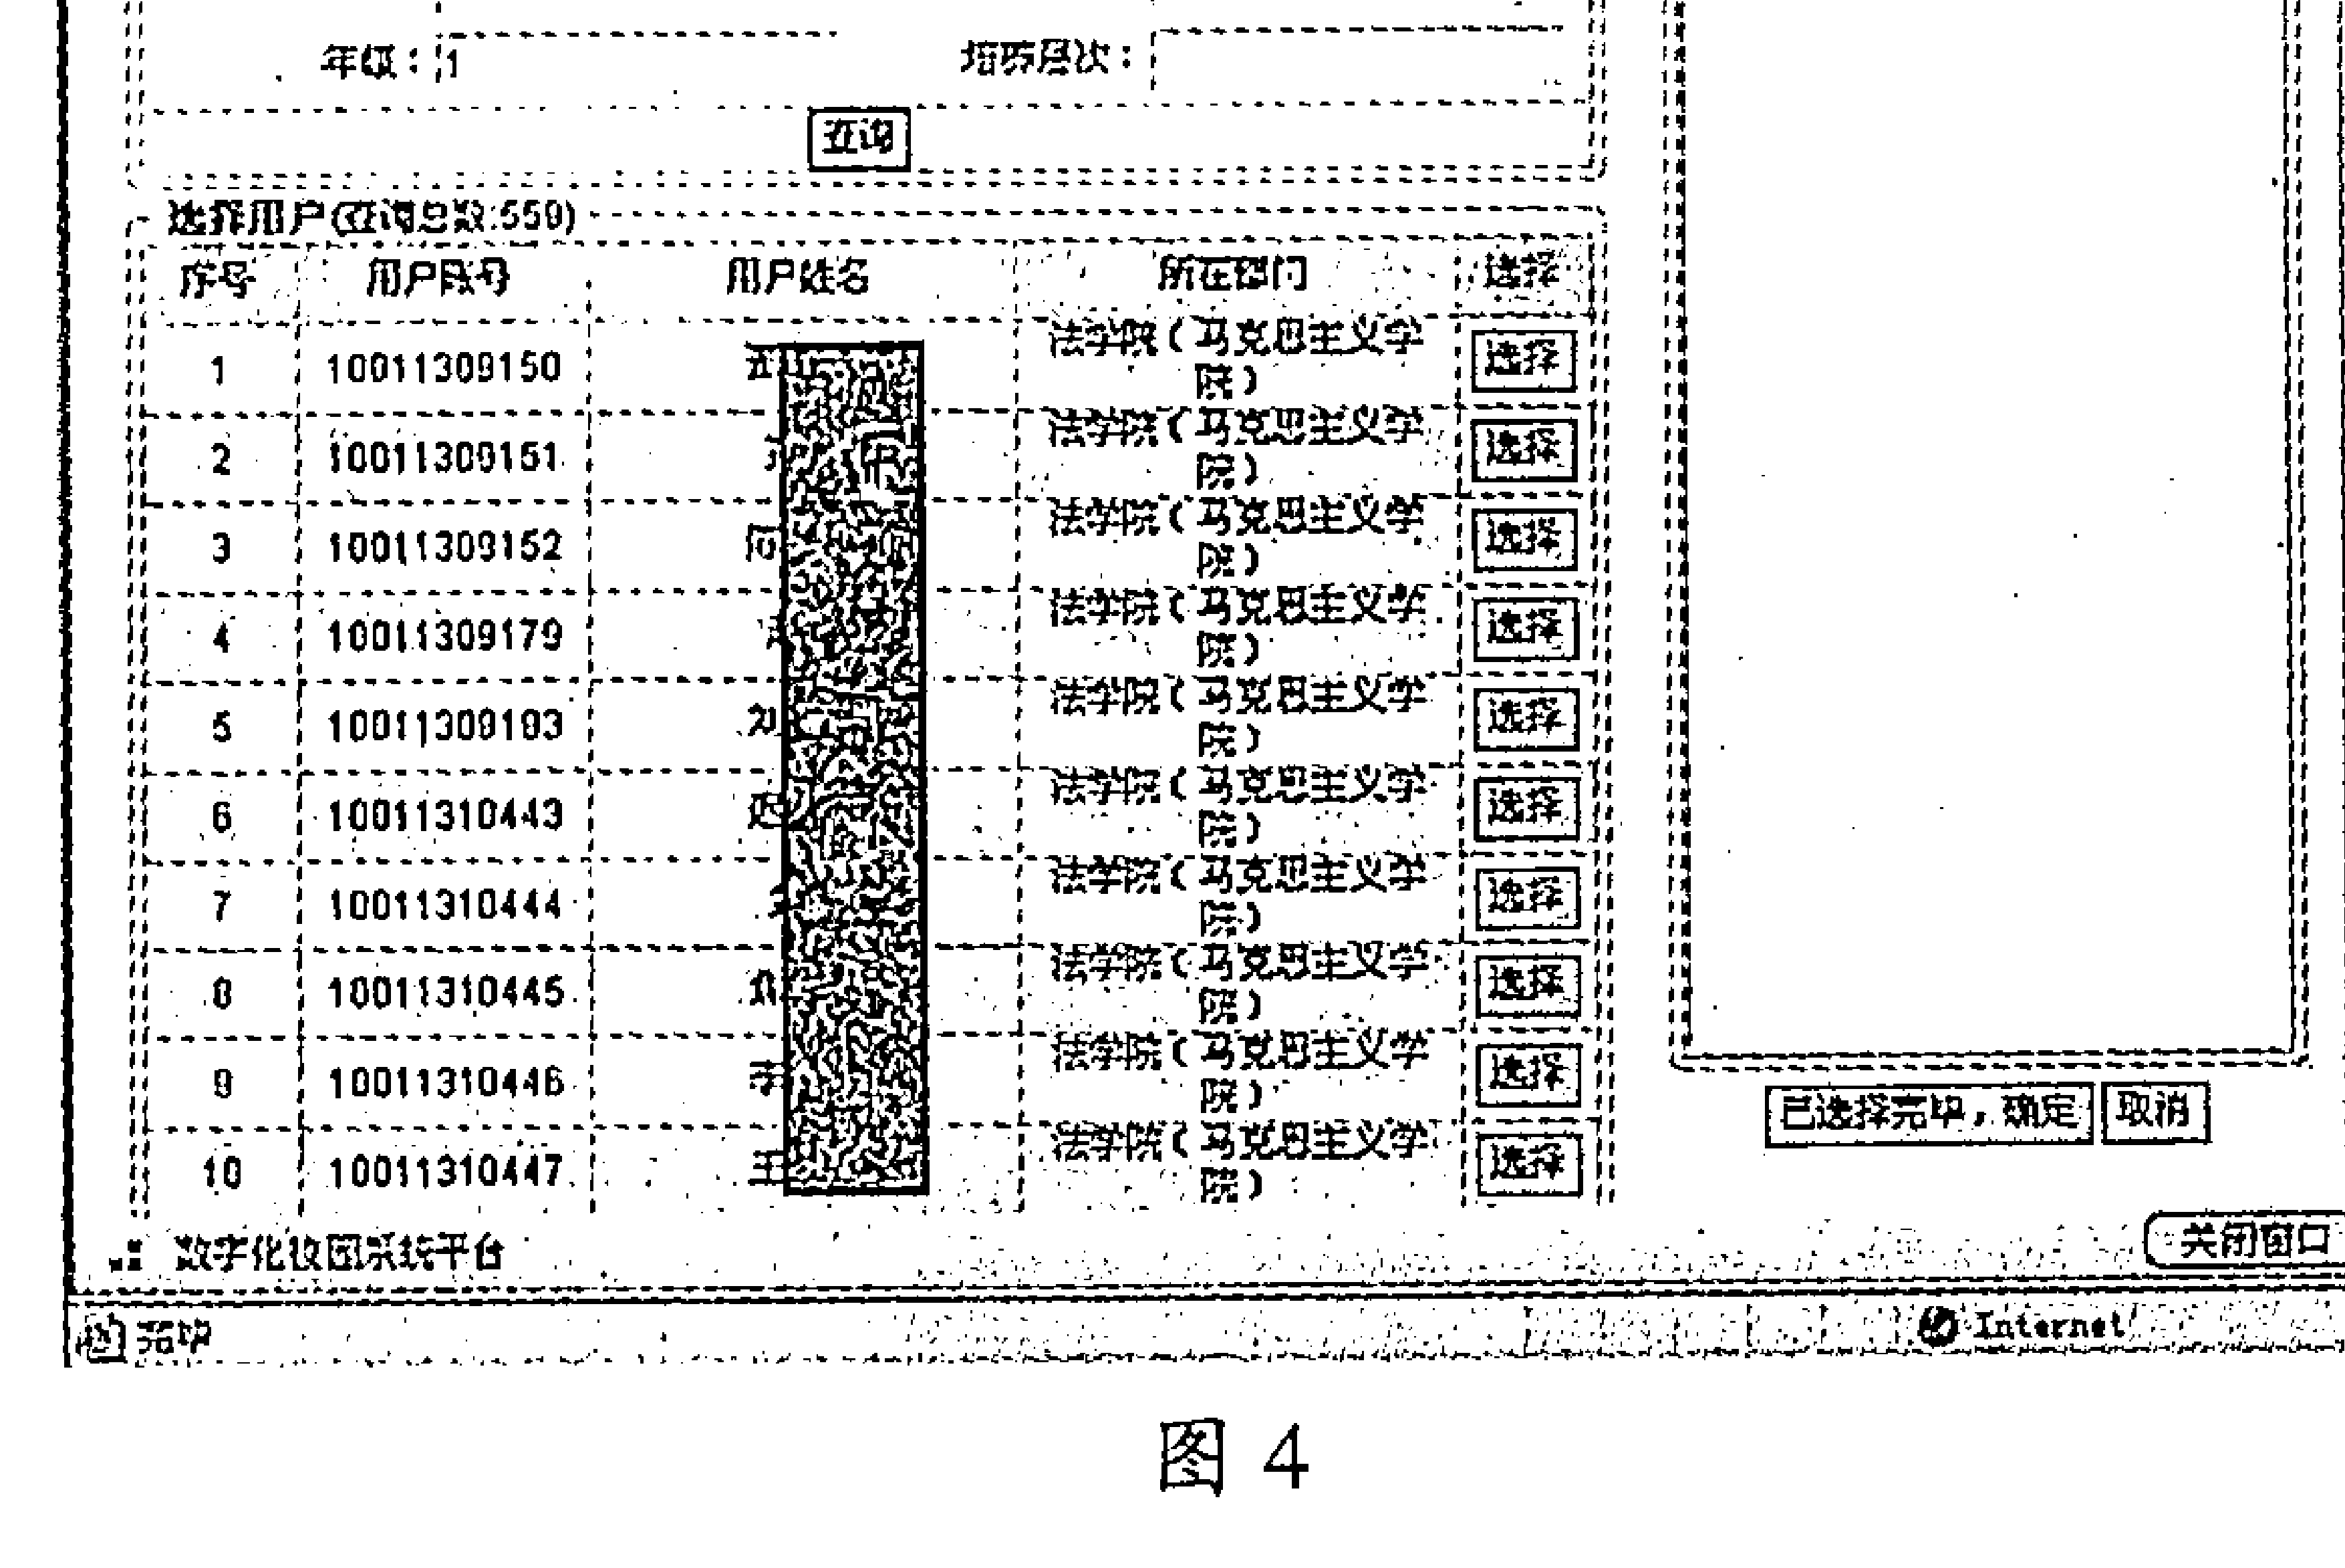 年级：1 培养层次：
查询
选择用户(查询总数:550)
序号 用户账号 用户姓名 所在部门 选择
1 10011309150 法学院(马克思主义学院) 选择
2 10011309151 法学院(马克思主义学院) 选择
3 10011309152 法学院(马克思主义学院) 选择
4 10011309179 法学院(马克思主义学院) 选择
5 10011309193 法学院(马克思主义学院) 选择
6 10011310443 法学院(马克思主义学院) 选择
7 10011310444 法学院(马克思主义学院) 选择
8 10011310445 法学院(马克思主义学院) 选择
9 10011310446 法学院(马克思主义学院) 选择
10 10011310447 王 法学院(马克思主义学院) 选择
已选择完毕，确定 取消
数字化校园系统平台 关闭窗口
完毕 Internet
图 4